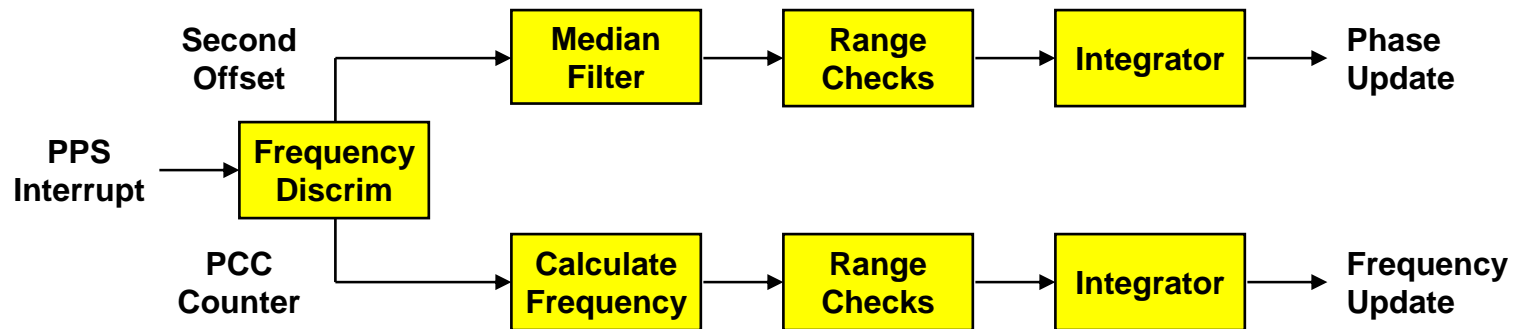 Second
Offset
Median
Filter
Range
Checks
Integrator
Phase
Update
PPS
Interrupt
Frequency
Discrim
PCC
Counter
Calculate
Frequency
Range
Checks
Integrator
Frequency
Update